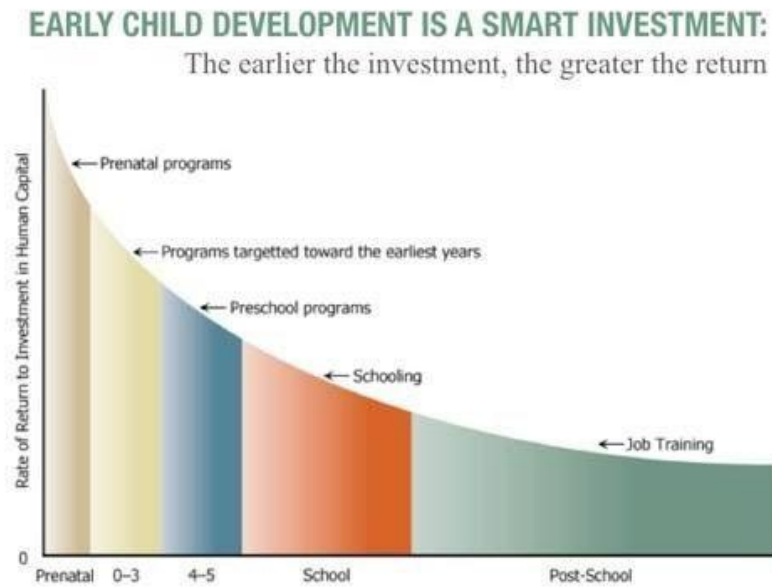 EARLY CHILD DEVELOPMENT IS A SMART INVESTMENT:
The earlier the investment, the greater the return
Rate of Return to Investment in Human Capital
Prenatal programs
Programs targetted toward the earliest years
Preschool programs
Schooling
Job Training
0
Prenatal 0–3 4–5 School Post-School